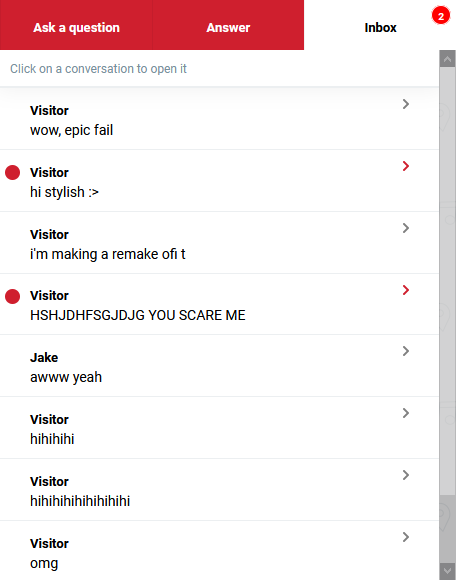 Ask a question
Answer
Inbox
2
Click on a conversation to open it
Visitor
wow, epic fail
Visitor
hi stylish :>
Visitor
i'm making a remake ofi t
Visitor
HSHJDHFSGJDJG YOU SCARE ME
Jake
awww yeah
Visitor
hihihihi
Visitor
hihihihihihihihihi
Visitor
omg